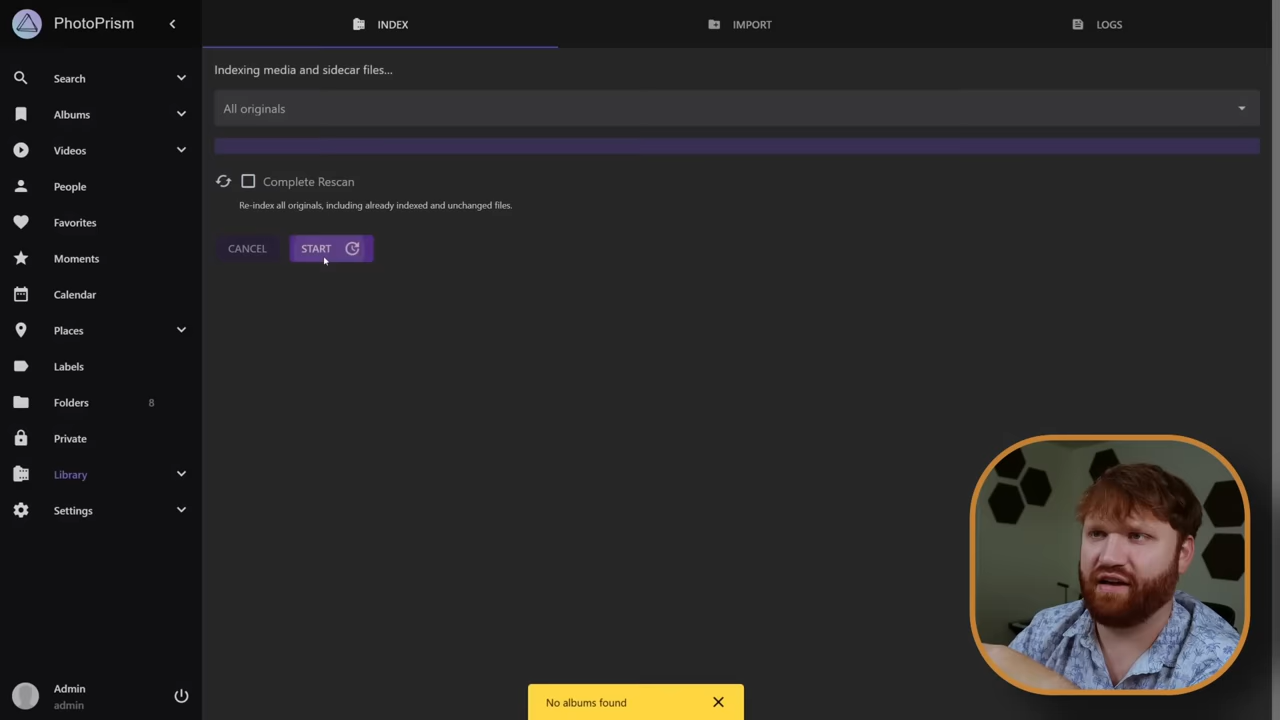 PhotoPrism
INDEX
IMPORT
LOGS
Search
Albums
Videos
People
Favorites
Moments
Calendar
Places
Labels
Folders 8
Private
Library
Settings
Admin
admin
Indexing media and sidecar files...
All originals
Complete Rescan
Re-index all originals, including already indexed and unchanged files.
CANCEL
START
No albums found